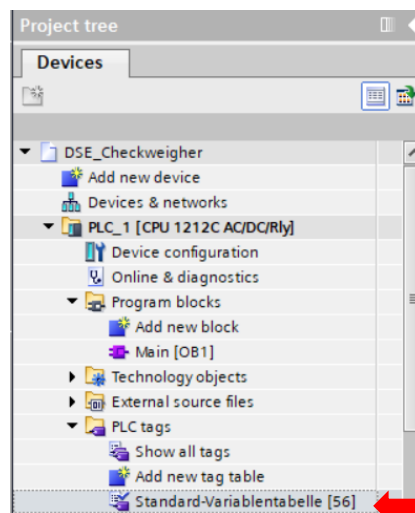 Project tree
Devices
DSE_Checkweigher
Add new device
Devices & networks
PLC_1 [CPU 1212C AC/DC/Rly]
Device configuration
Online & diagnostics
Program blocks
Add new block
Main [OB1]
Technology objects
External source files
PLC tags
Show all tags
Add new tag table
Standard-Variablentabelle [56]